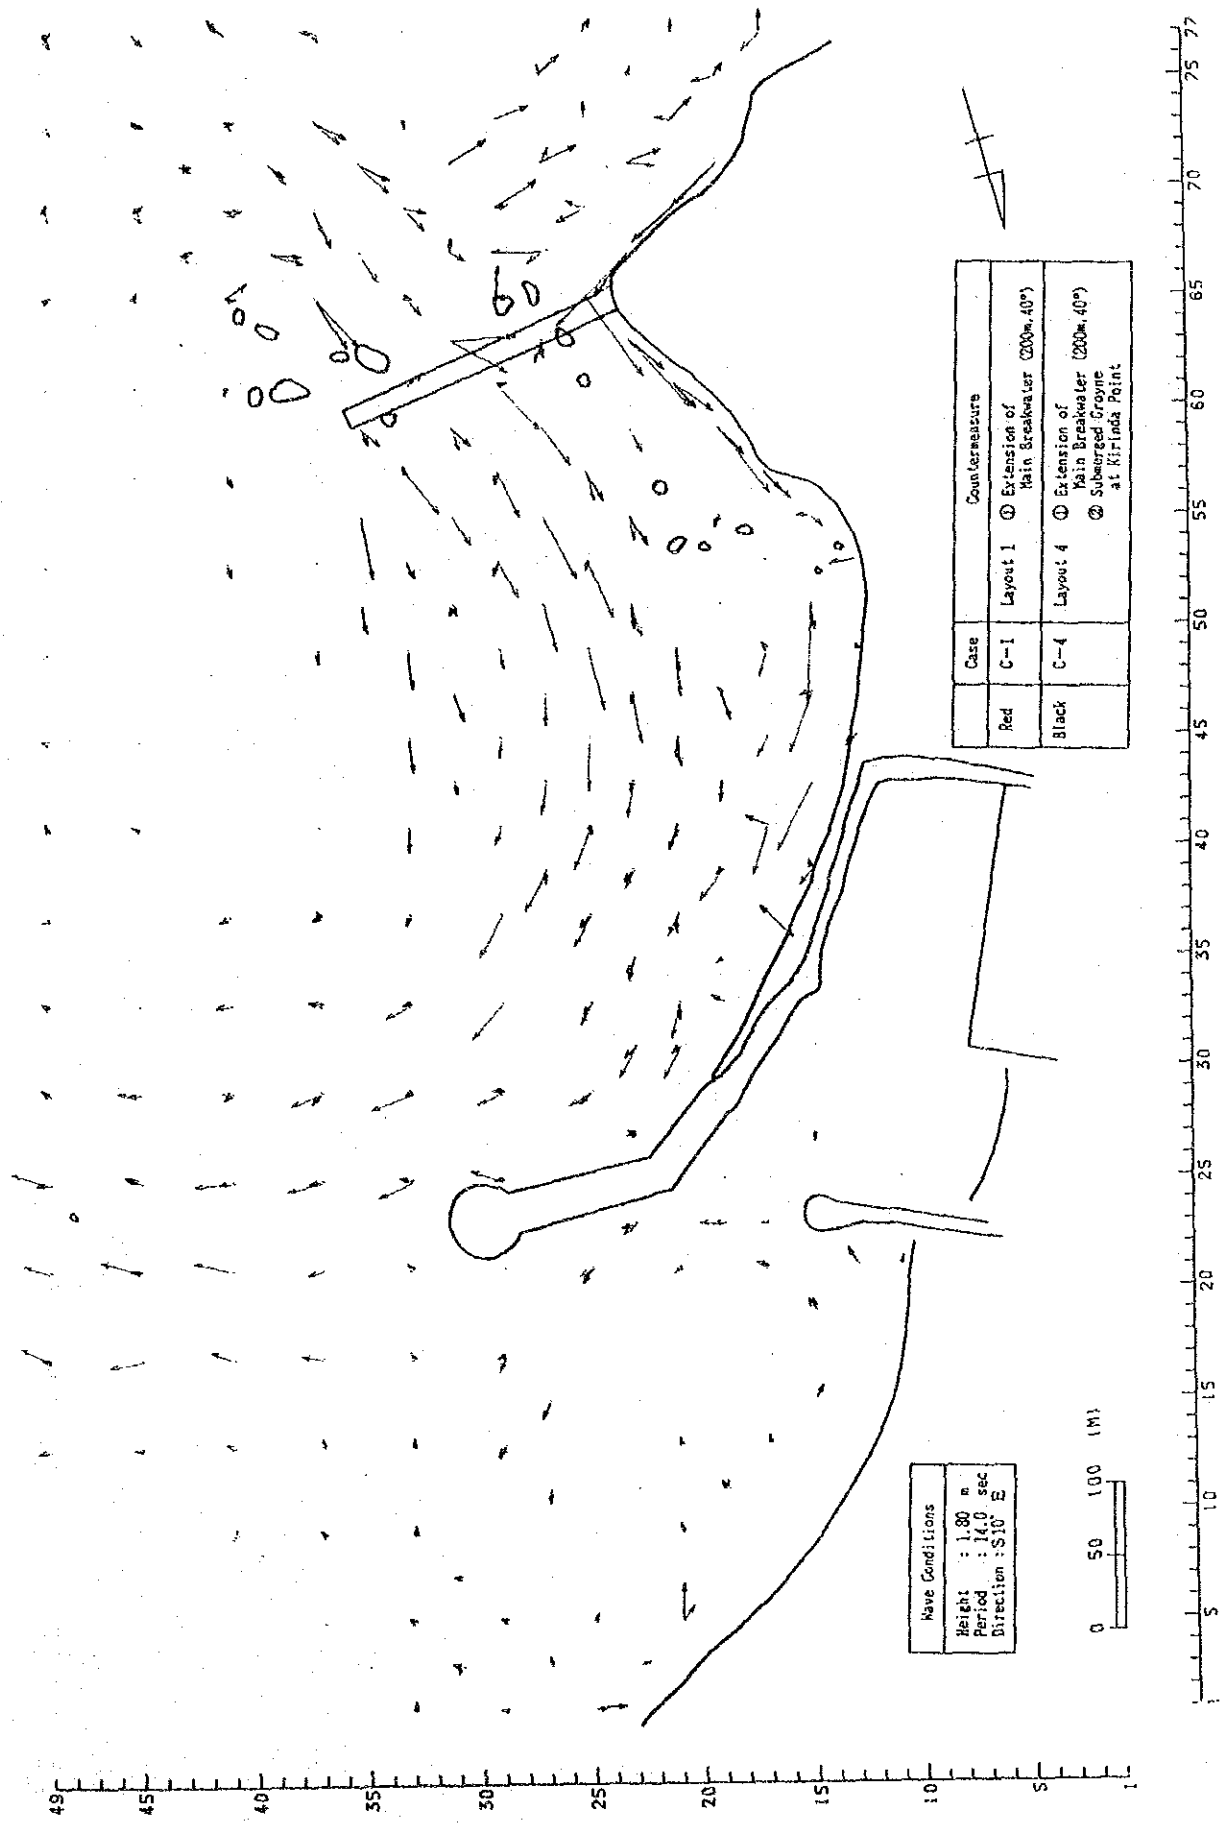 Case Countermeasure
Red C-1 Layout 1 ① Extension of
Main Breakwater (200m, 40°)
Black C-4 Layout 4 ① Extension of
Main Breakwater (200m, 40°)
② Submerged Groyne
at Kirinda Point
Wave Conditions
Height : 1.80 m
Period : 14.0 sec
Direction : S10° E
0 50 100 (M)
49
40
35
30
25
20
15
10
5
1
1 5 10 15 20 25 30 35 40 45 50 55 60 65 70 75 77